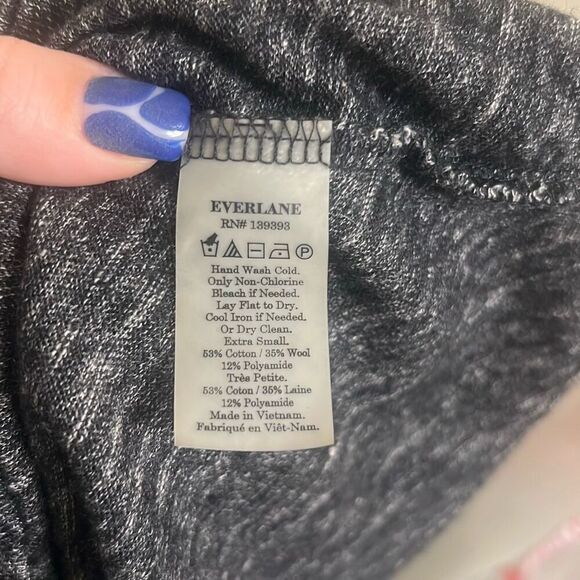 EVERLANE
RN# 139393
P
Hand Wash Cold.
Only Non-Chlorine
Bleach if Needed.
Lay Flat to Dry.
Cool Iron if Needed.
Or Dry Clean.
Extra Small.
53% Cotton / 35% Wool
12% Polyamide
Très Petite.
53% Coton / 35% Laine
12% Polyamide
Made in Vietnam.
Fabriqué en Viêt-Nam.